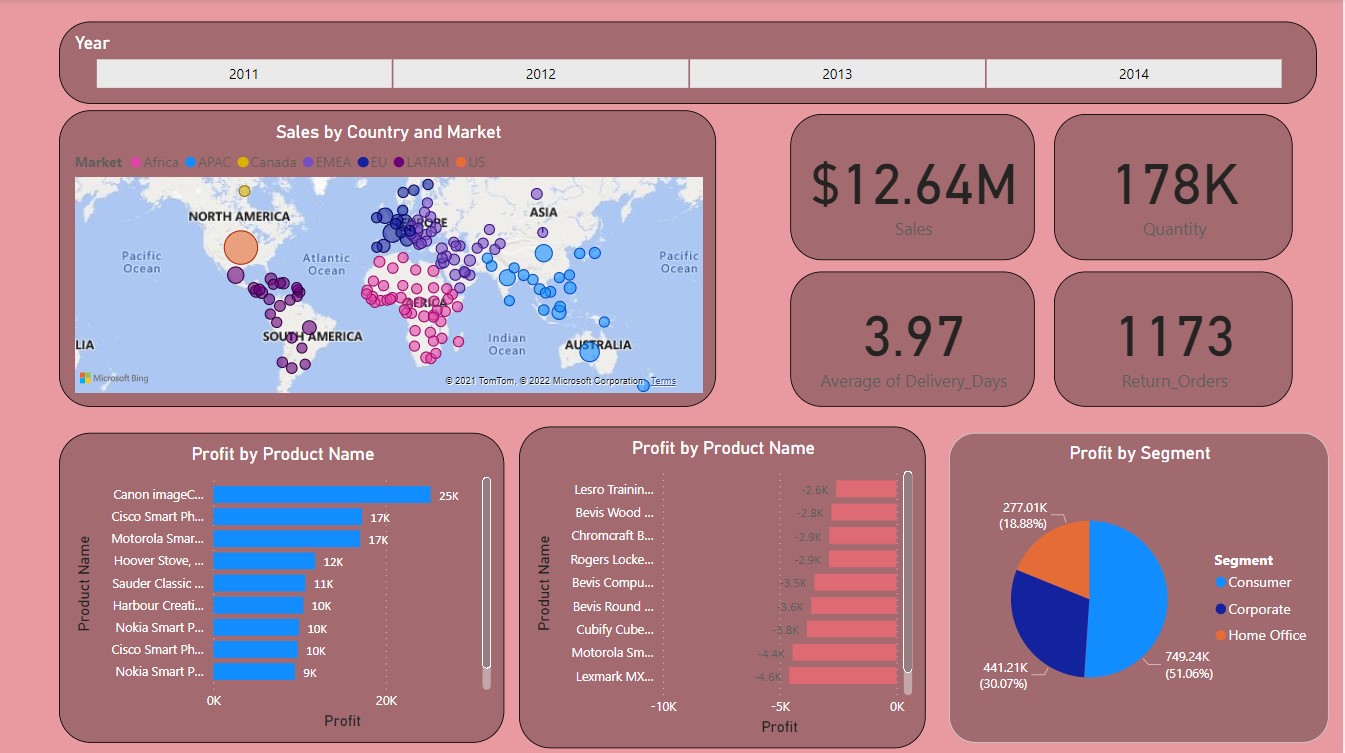 Year
2011 2012 2013 2014
Sales by Country and Market
Market Africa APAC Canada EMEA EU LATAM US
NORTH AMERICA
EUROPE
ASIA
Pacific
Ocean
Atlantic
Ocean
Pacific
Ocean
AFRICA
SOUTH AMERICA
Indian
Ocean
LIA
AUSTRALIA
Microsoft Bing
© 2021 TomTom, © 2022 Microsoft Corporation Terms
$12.64M
Sales
178K
Quantity
3.97
Average of Delivery_Days
1173
Return_Orders
Profit by Product Name
Product Name
Canon imageC... 25K
Cisco Smart Ph... 17K
Motorola Smar... 17K
Hoover Stove, ... 12K
Sauder Classic ... 11K
Harbour Creati... 10K
Nokia Smart P... 10K
Cisco Smart Ph... 10K
Nokia Smart P... 9K
0K 20K
Profit
Profit by Product Name
Product Name
Lesro Trainin... -2.6K
Bevis Wood ... -2.8K
Chromcraft B... -2.9K
Rogers Locke... -2.9K
Bevis Compu... -3.5K
Bevis Round ... -3.6K
Cubify Cube... -3.8K
Motorola Sm... -4.4K
Lexmark MX... -4.6K
-10K -5K 0K
Profit
Profit by Segment
277.01K
(18.88%)
441.21K
(30.07%)
749.24K
(51.06%)
Segment
Consumer
Corporate
Home Office